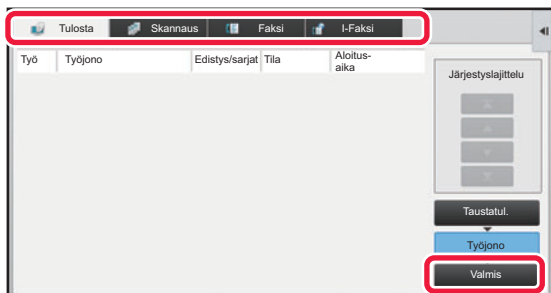 Tulosta Skannaus Faksi I-Faksi
Työ Työjono Edistys/sarjat Tila Aloitus-
aika
Järjestyslajittelu
Taustatul.
Työjono
Valmis